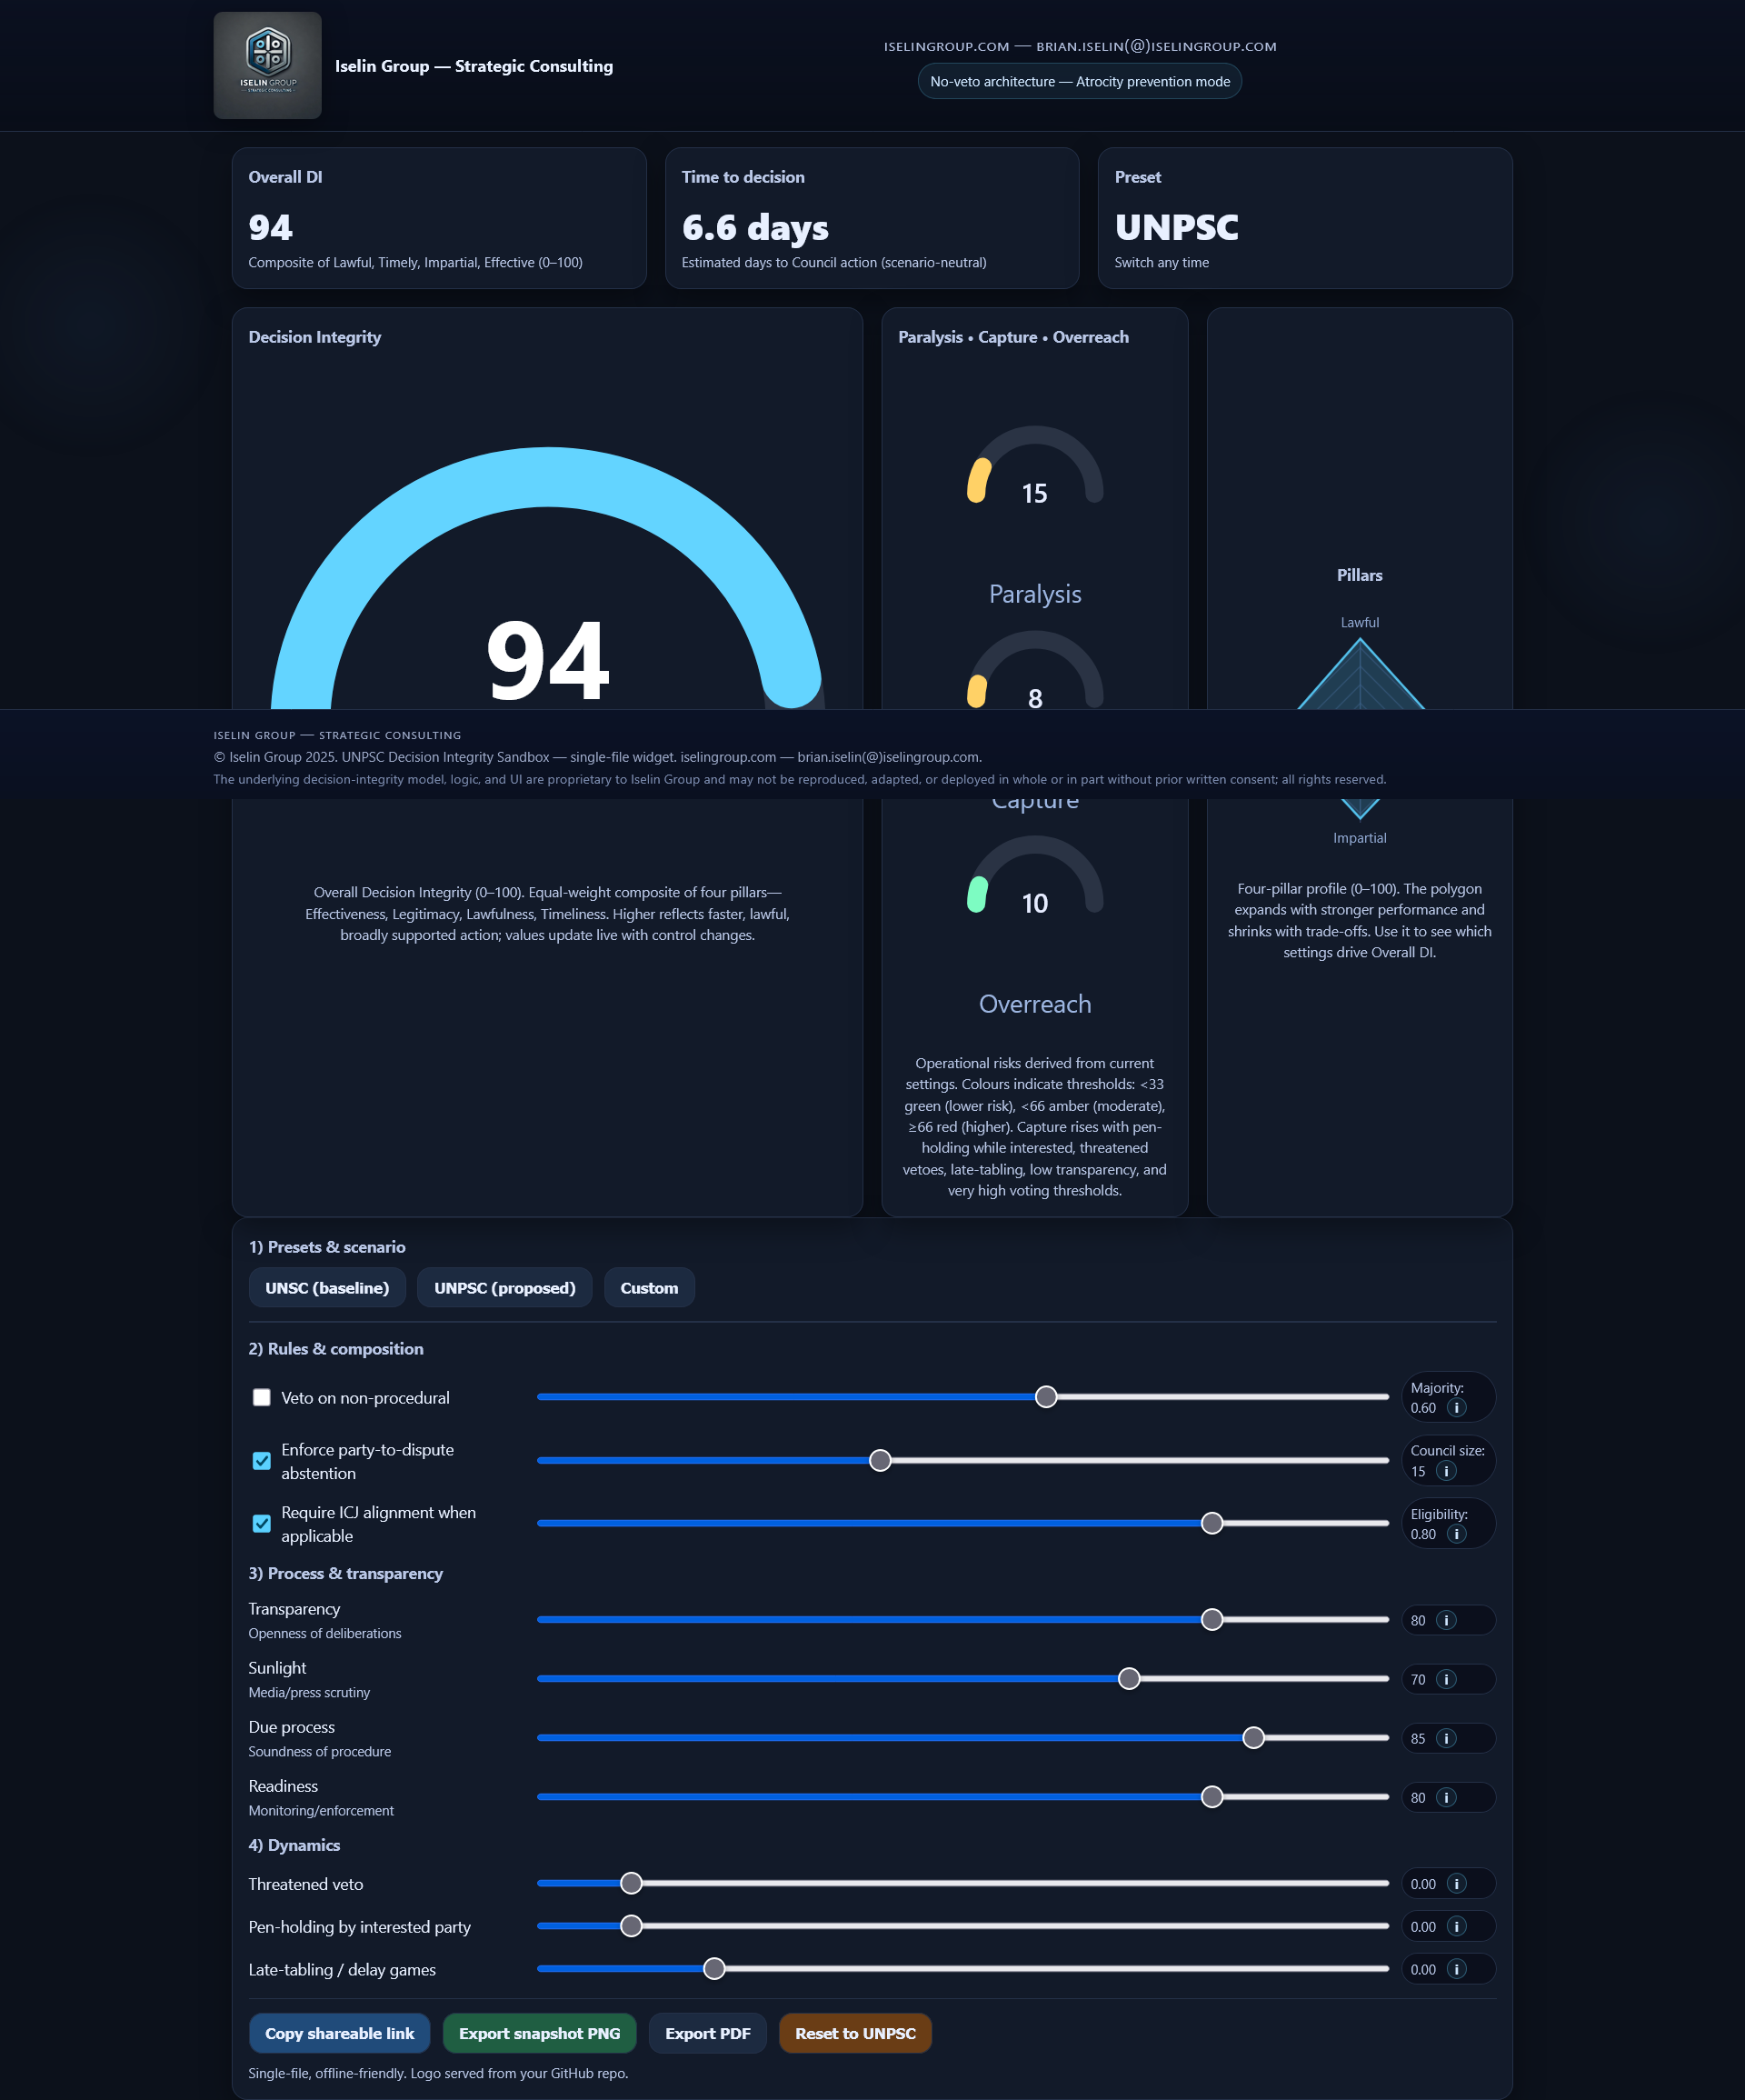 ISELIN GROUP
— STRATEGIC CONSULTING —
Iselin Group — Strategic Consulting
ISELINGROUP.COM — BRIAN.ISELIN(@)ISELINGROUP.COM
No-veto architecture — Atrocity prevention mode
Overall DI
94
Composite of Lawful, Timely, Impartial, Effective (0–100)
Time to decision
6.6 days
Estimated days to Council action (scenario-neutral)
Preset
UNPSC
Switch any time
Decision Integrity
94
Overall Decision Integrity (0–100). Equal-weight composite of four pillars—
Effectiveness, Legitimacy, Lawfulness, Timeliness. Higher reflects faster, lawful,
broadly supported action; values update live with control changes.
Paralysis • Capture • Overreach
15
Paralysis
8
Capture
10
Overreach
Operational risks derived from current
settings. Colours indicate thresholds: <33
green (lower risk), <66 amber (moderate),
≥66 red (higher). Capture rises with pen-
holding while interested, threatened
vetoes, late-tabling, low transparency, and
very high voting thresholds.
Pillars
Lawful
Impartial
Four-pillar profile (0–100). The polygon
expands with stronger performance and
shrinks with trade-offs. Use it to see which
settings drive Overall DI.
ISELIN GROUP — STRATEGIC CONSULTING
© Iselin Group 2025. UNPSC Decision Integrity Sandbox — single-file widget. iselingroup.com — brian.iselin(@)iselingroup.com.
The underlying decision-integrity model, logic, and UI are proprietary to Iselin Group and may not be reproduced, adapted, or deployed in whole or in part without prior written consent; all rights reserved.
1) Presets & scenario
UNSC (baseline)
UNPSC (proposed)
Custom
2) Rules & composition
Veto on non-procedural
Majority:
0.60 i
Enforce party-to-dispute
abstention
Council size:
15 i
Require ICJ alignment when
applicable
Eligibility:
0.80 i
3) Process & transparency
Transparency
Openness of deliberations
80 i
Sunlight
Media/press scrutiny
70 i
Due process
Soundness of procedure
85 i
Readiness
Monitoring/enforcement
80 i
4) Dynamics
Threatened veto
0.00 i
Pen-holding by interested party
0.00 i
Late-tabling / delay games
0.00 i
Copy shareable link
Export snapshot PNG
Export PDF
Reset to UNPSC
Single-file, offline-friendly. Logo served from your GitHub repo.